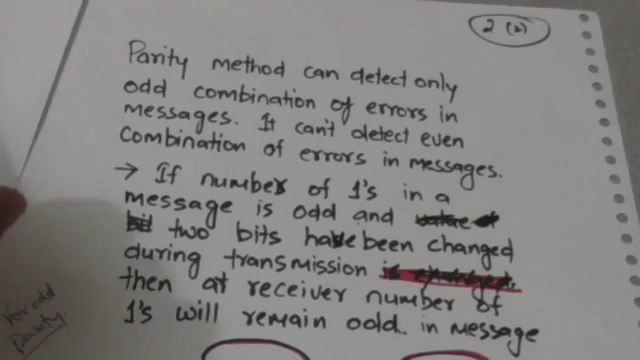 2 (2)
Parity method can detect only
odd combination of errors in
messages. It can't detect even
Combination of errors in messages.
→ If number of 1's in a
message is odd and
two bits have been changed
during transmission
then at receiver number of
1's will remain odd. in message
For odd
parity